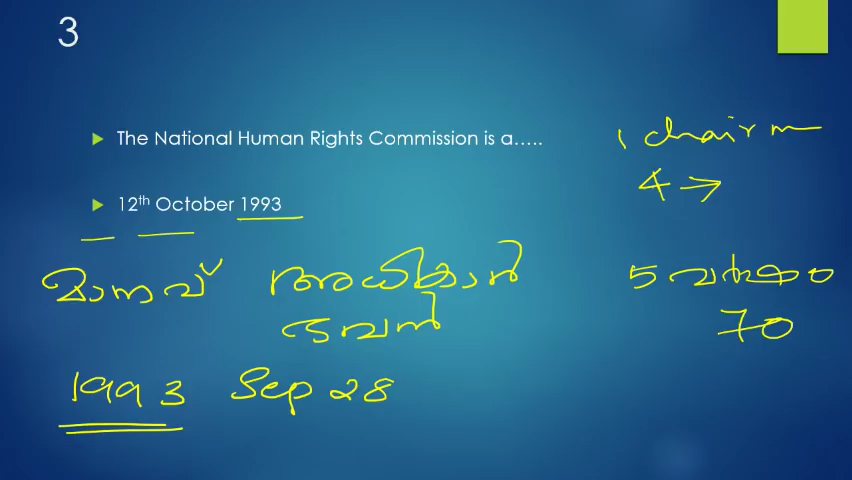 3
The National Human Rights Commission is a.....
12th October 1993
1 chairm
4 →
മാനവ് അധികാർ
ഭവൻ
5 വർഷം
70
1993 Sep 28